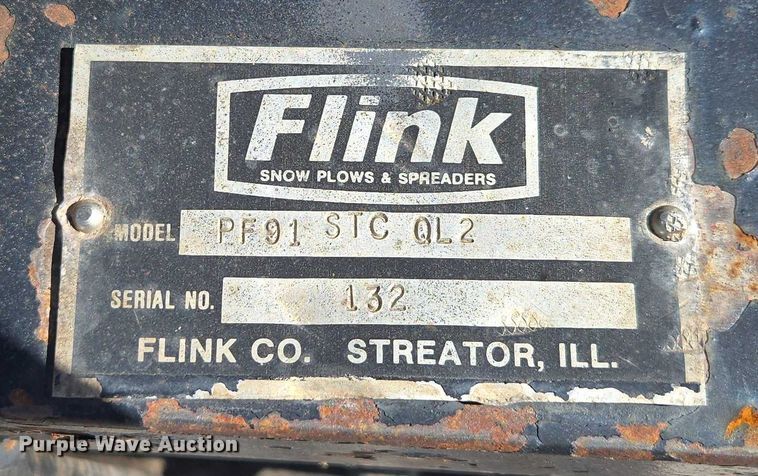 Flink
SNOW PLOWS & SPREADERS
MODEL PF91 STC QL2
SERIAL NO. 132
FLINK CO. STREATOR, ILL.
Purple Wave Auction